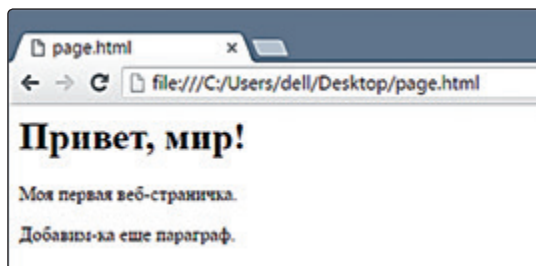 page.html
file:///C:/Users/dell/Desktop/page.html
Привет, мир!
Моя первая веб-страничка.
Добавим-ка еще параграф.